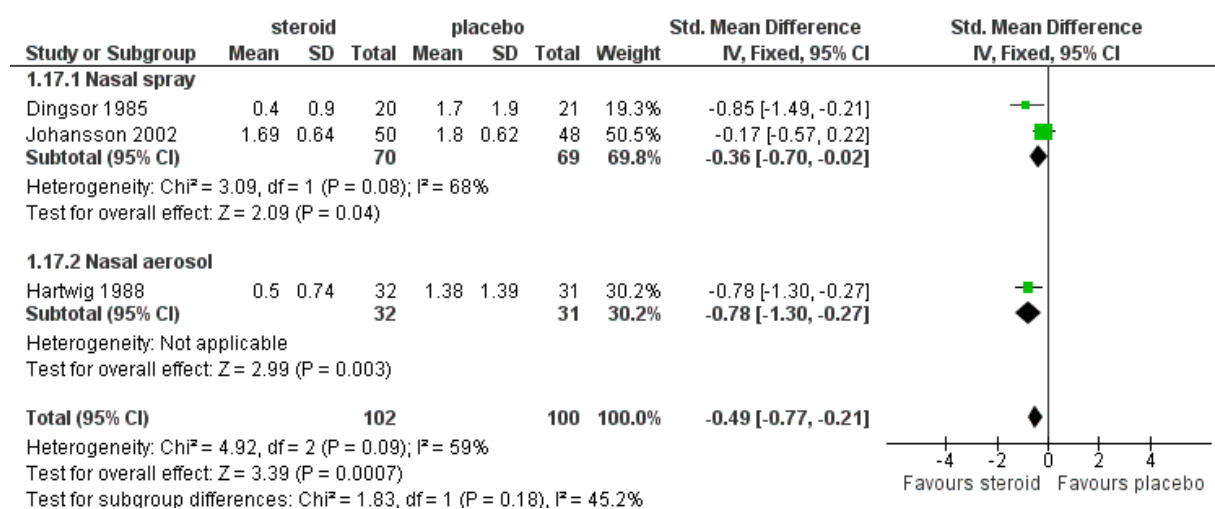 steroid placebo Std. Mean Difference Std. Mean Difference
Study or Subgroup Mean SD Total Mean SD Total Weight IV, Fixed, 95% CI IV, Fixed, 95% CI
1.17.1 Nasal spray
Dingsor 1985 0.4 0.9 20 1.7 1.9 21 19.3% -0.85 [-1.49, -0.21]
Johansson 2002 1.69 0.64 50 1.8 0.62 48 50.5% -0.17 [-0.57, 0.22]
Subtotal (95% CI) 70 69 69.8% -0.36 [-0.70, -0.02]
Heterogeneity: Chi² = 3.09, df = 1 (P = 0.08); I² = 68%
Test for overall effect: Z = 2.09 (P = 0.04)
1.17.2 Nasal aerosol
Hartwig 1988 0.5 0.74 32 1.38 1.39 31 30.2% -0.78 [-1.30, -0.27]
Subtotal (95% CI) 32 31 30.2% -0.78 [-1.30, -0.27]
Heterogeneity: Not applicable
Test for overall effect: Z = 2.99 (P = 0.003)
Total (95% CI) 102 100 100.0% -0.49 [-0.77, -0.21]
Heterogeneity: Chi² = 4.92, df = 2 (P = 0.09); I² = 59%
Test for overall effect: Z = 3.39 (P = 0.0007)
Test for subgroup differences: Chi² = 1.83, df = 1 (P = 0.18), I² = 45.2%
-4 -2 0 2 4
Favours steroid Favours placebo